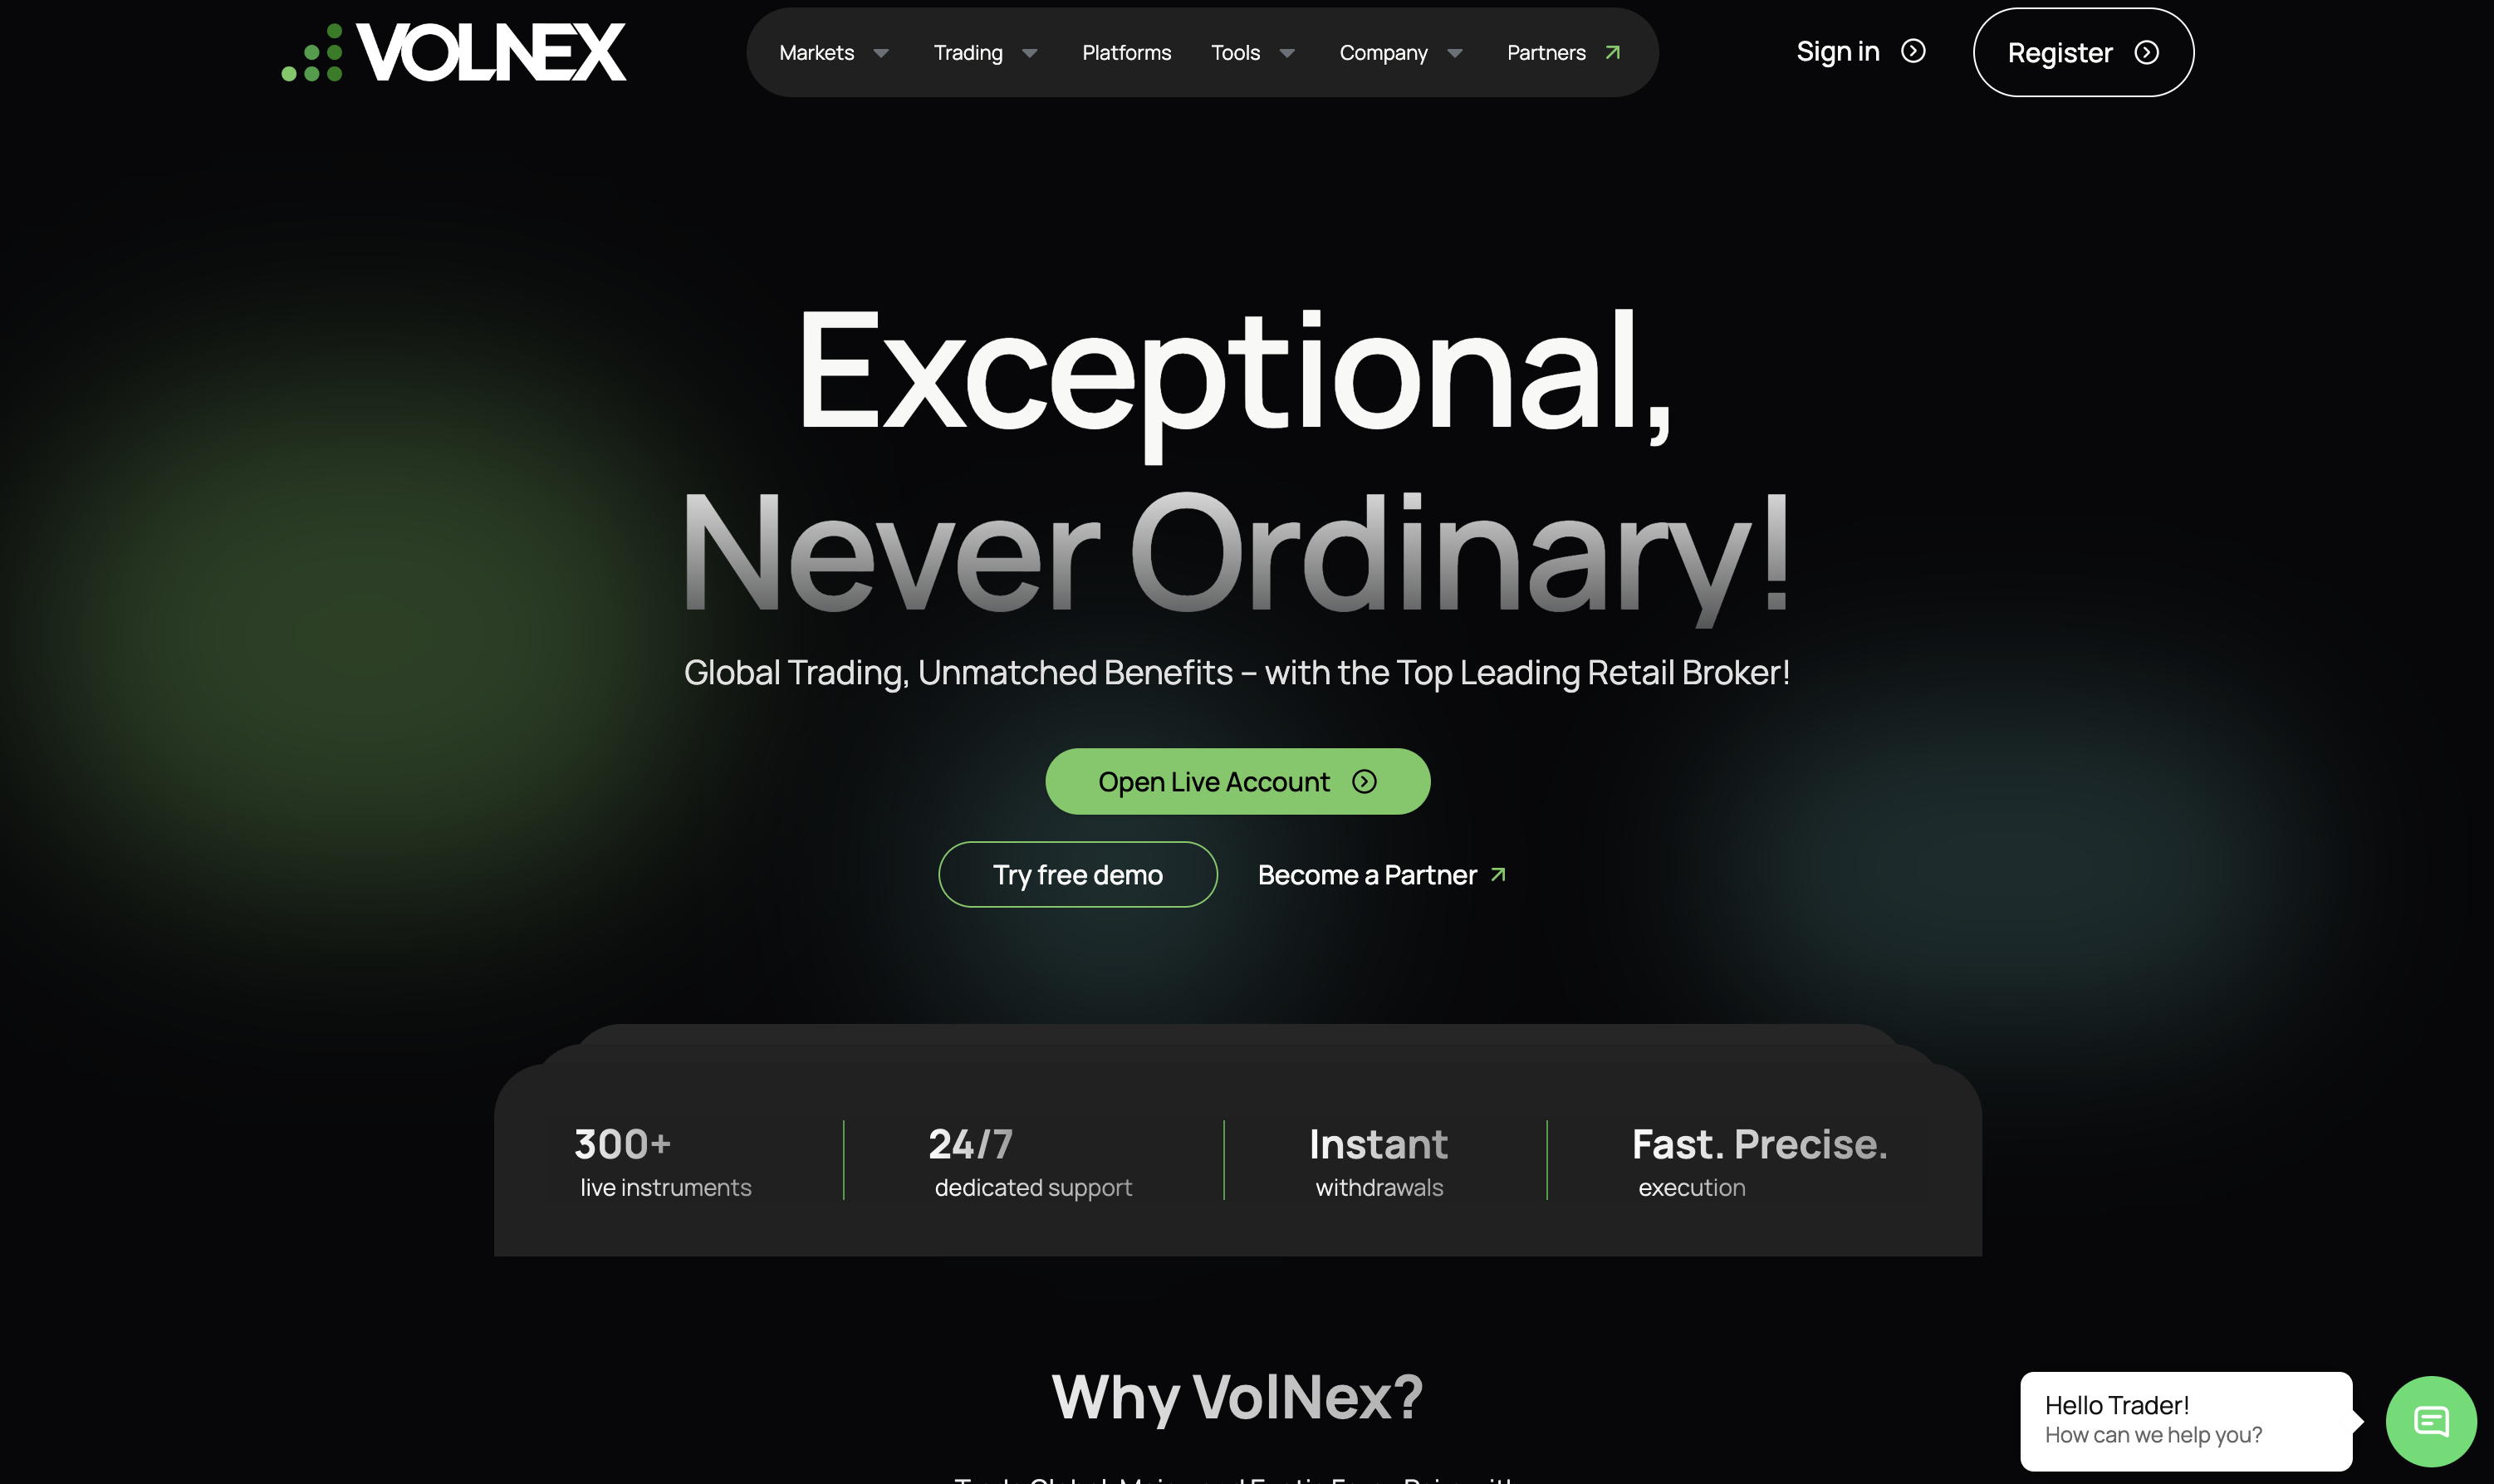 VOLNEX
Markets Trading Platforms Tools Company Partners
Sign in
Register
Exceptional,
Never Ordinary!
Global Trading, Unmatched Benefits – with the Top Leading Retail Broker!
Open Live Account
Try free demo
Become a Partner
300+
live instruments
24/7
dedicated support
Instant
withdrawals
Fast. Precise.
execution
Why VolNex?
Hello Trader!
How can we help you?